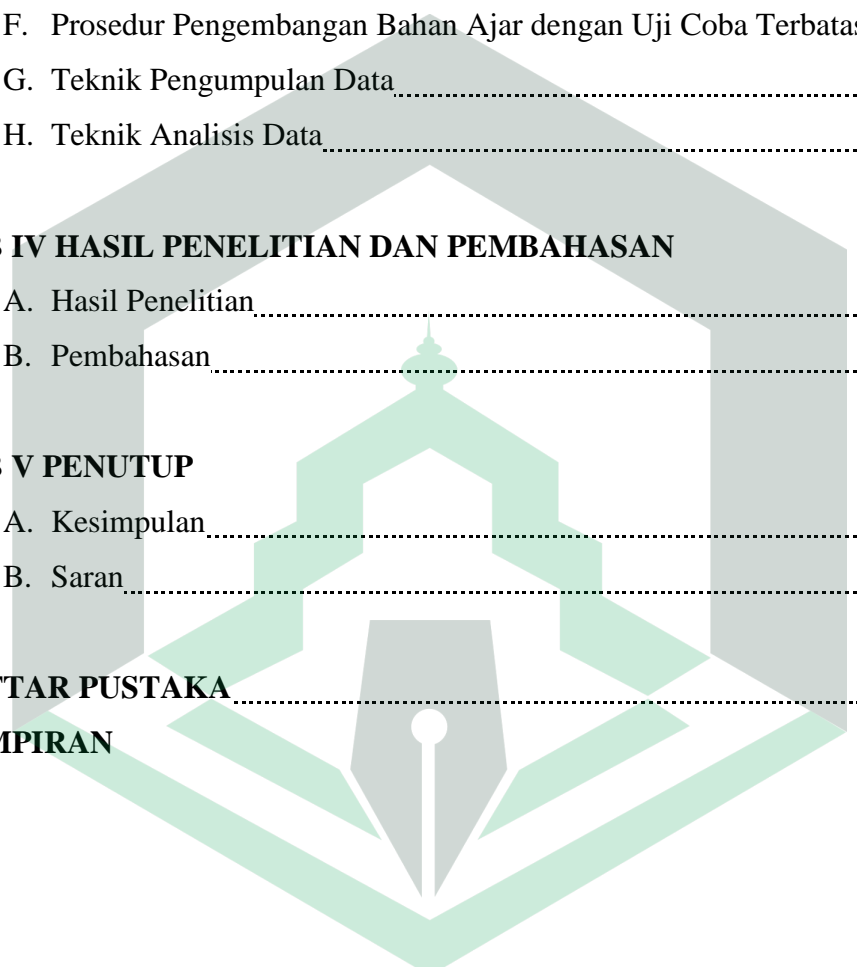 F. Prosedur Pengembangan Bahan Ajar dengan Uji Coba Terbatas
G. Teknik Pengumpulan Data
H. Teknik Analisis Data
IV HASIL PENELITIAN DAN PEMBAHASAN
A. Hasil Penelitian
B. Pembahasan
V PENUTUP
A. Kesimpulan
B. Saran
TAR PUSTAKA
MPIRAN